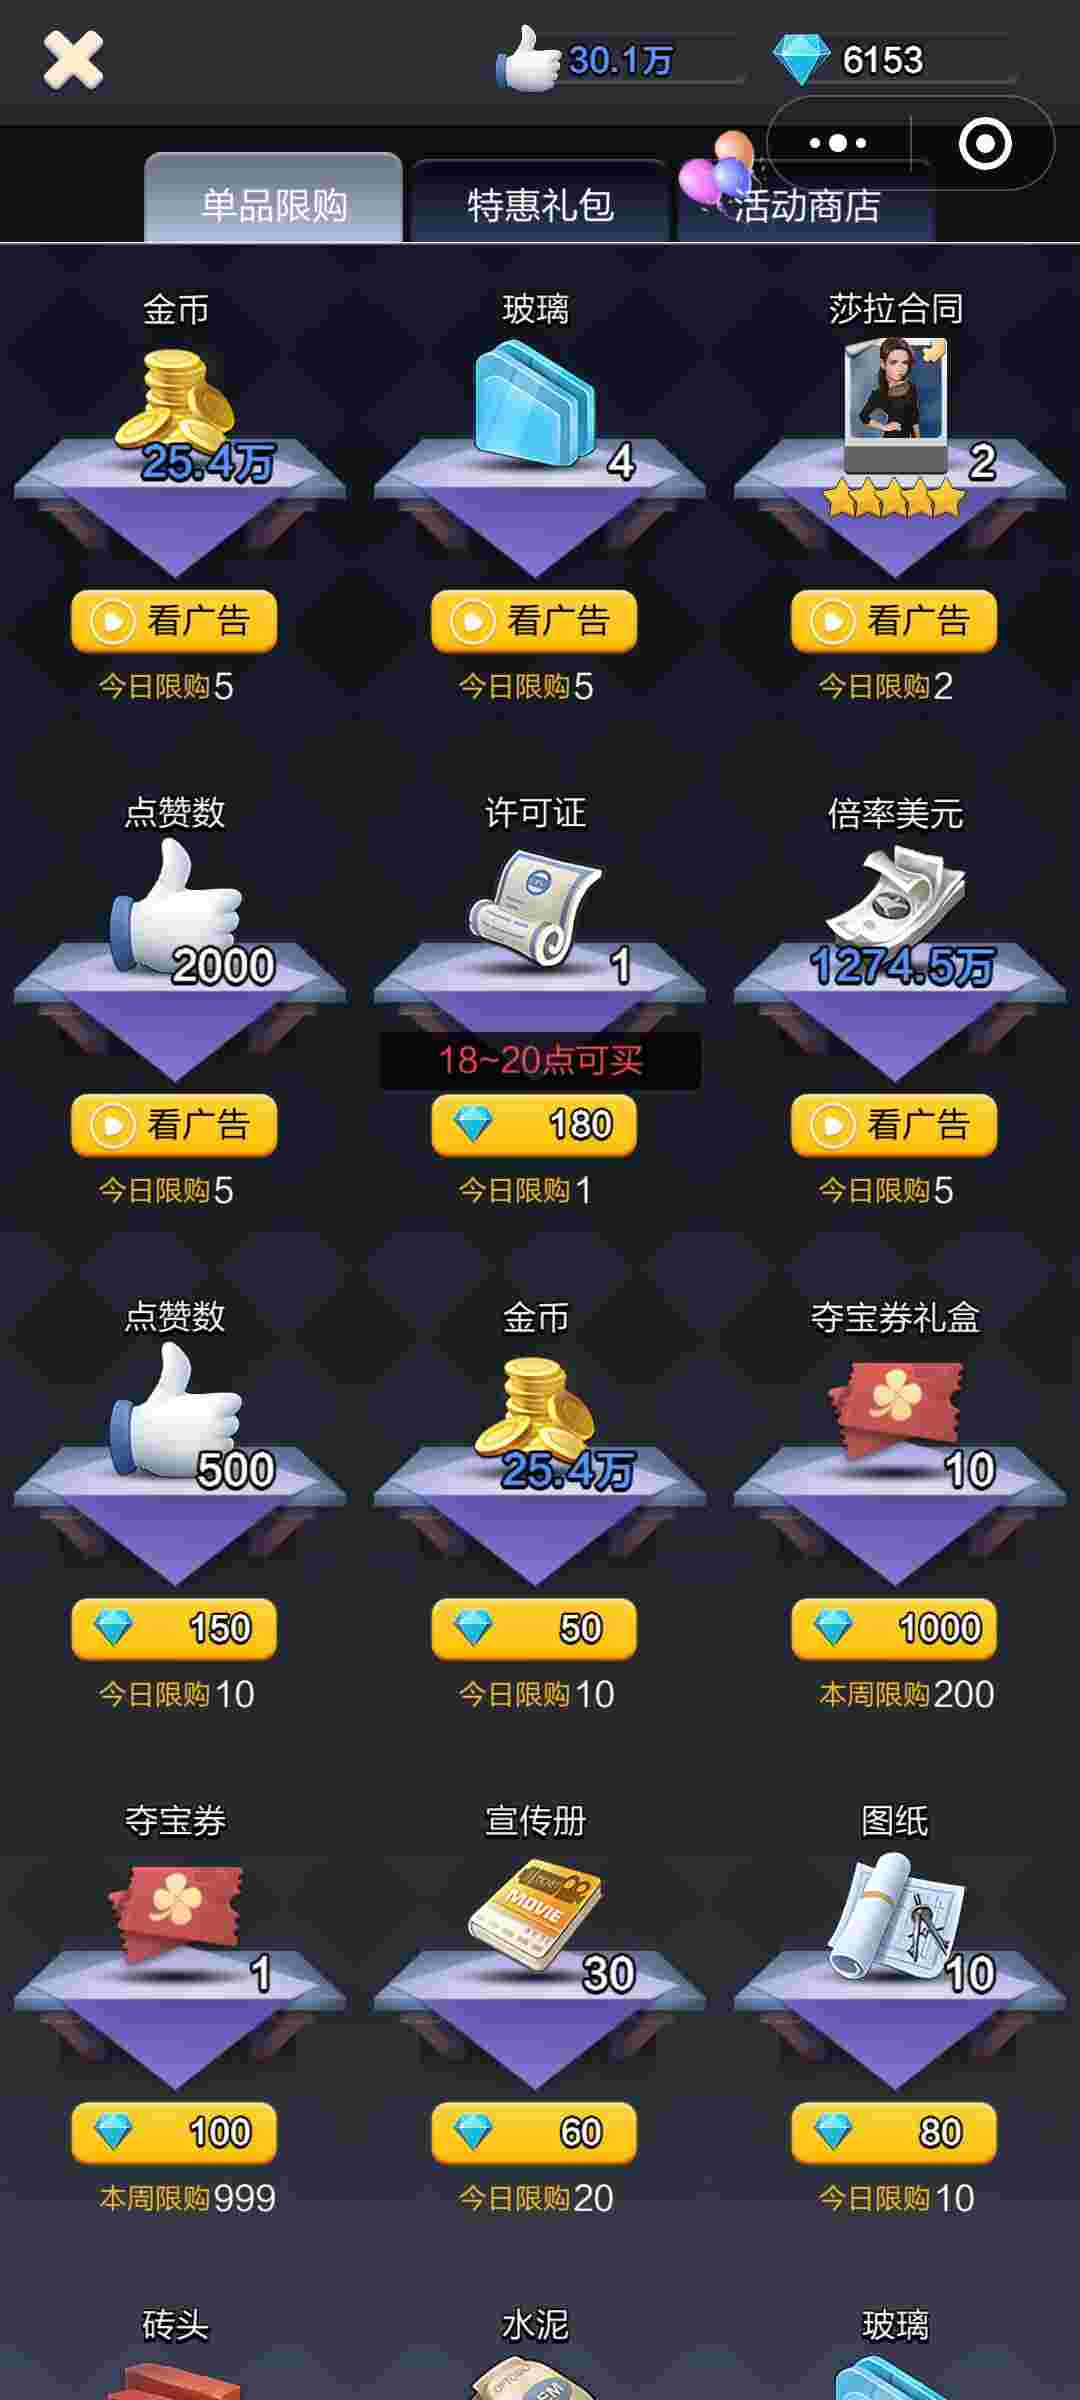 30.1万
6153
单品限购
特惠礼包
活动商店
金币
玻璃
莎拉合同
25.4万
4
2
看广告
看广告
看广告
今日限购5
今日限购5
今日限购2
点赞数
许可证
倍率美元
2000
1
1274.5万
18~20点可买
看广告
180
看广告
今日限购5
今日限购1
今日限购5
点赞数
金币
夺宝券礼盒
500
25.4万
10
150
50
1000
今日限购10
今日限购10
本周限购200
夺宝券
宣传册
图纸
MOVIE
1
30
10
100
60
80
本周限购999
今日限购20
今日限购10
砖头
水泥
玻璃